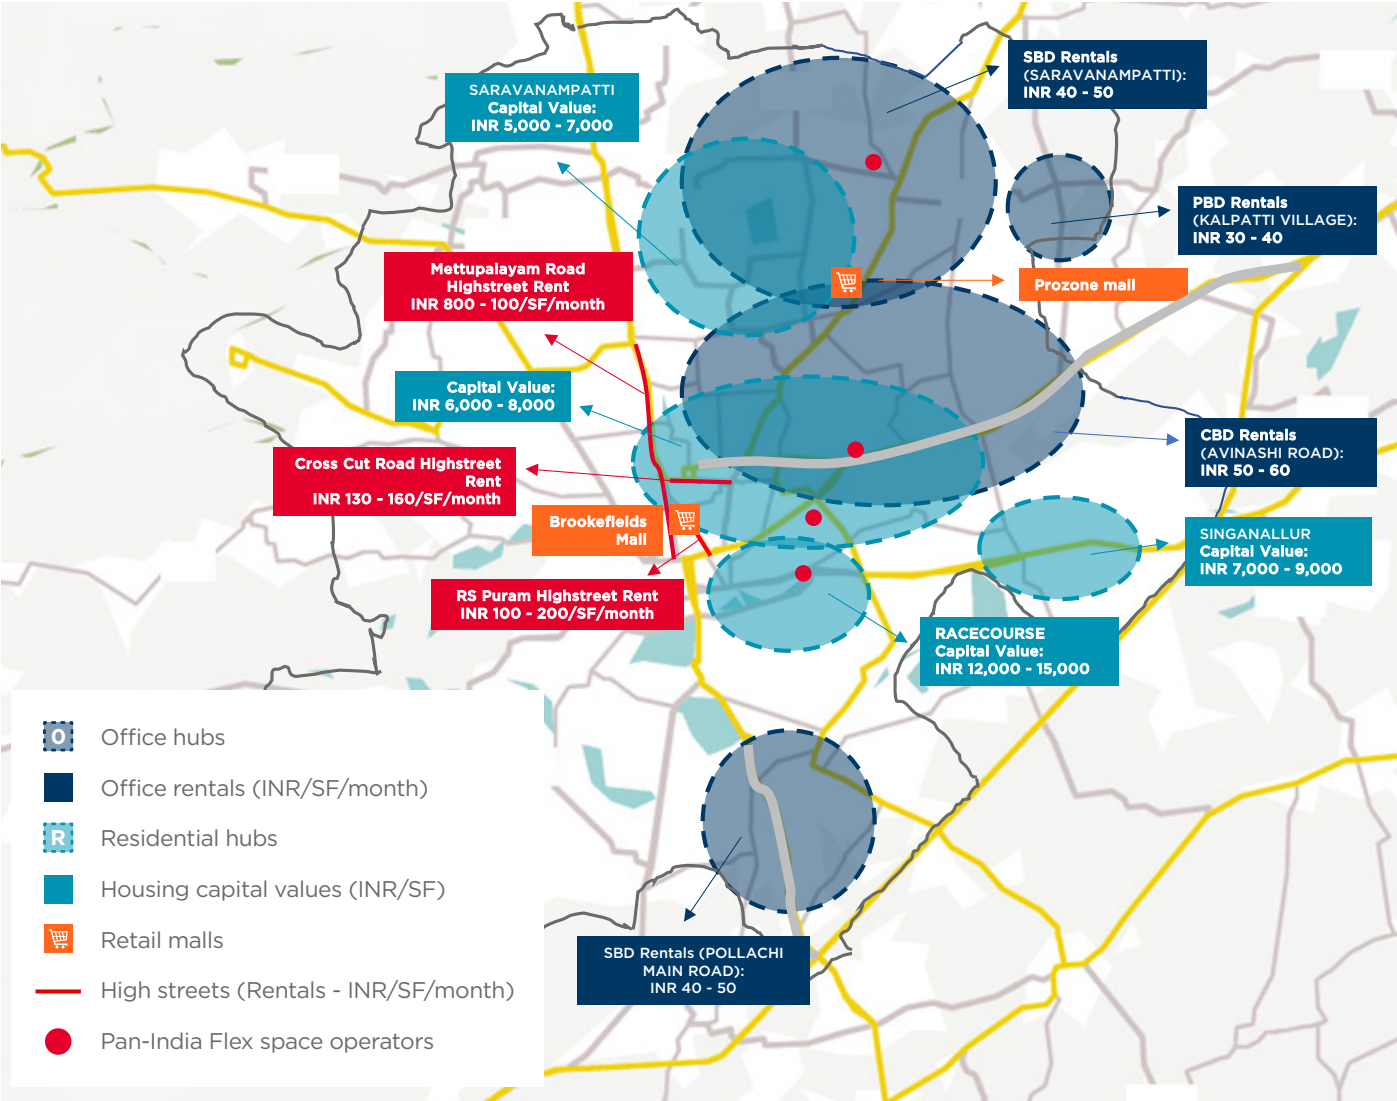 SBD Rentals
(SARAVANAMPATTI):
INR 40 - 50
SARAVANAMPATTI
Capital Value:
INR 5,000 - 7,000
PBD Rentals
(KALPATTI VILLAGE):
INR 30 - 40
Mettupalayam Road
Highstreet Rent
INR 800 - 100/SF/month
Prozone mall
Capital Value:
INR 6,000 - 8,000
CBD Rentals
(AVINASHI ROAD):
INR 50 - 60
Cross Cut Road Highstreet
Rent
INR 130 - 160/SF/month
Brookefields
Mall
SINGANALLUR
Capital Value:
INR 7,000 - 9,000
RS Puram Highstreet Rent
INR 100 - 200/SF/month
RACECOURSE
Capital Value:
INR 12,000 - 15,000
O Office hubs
Office rentals (INR/SF/month)
R Residential hubs
Housing capital values (INR/SF)
Retail malls
High streets (Rentals - INR/SF/month)
Pan-India Flex space operators
SBD Rentals (POLLACHI
MAIN ROAD):
INR 40 - 50